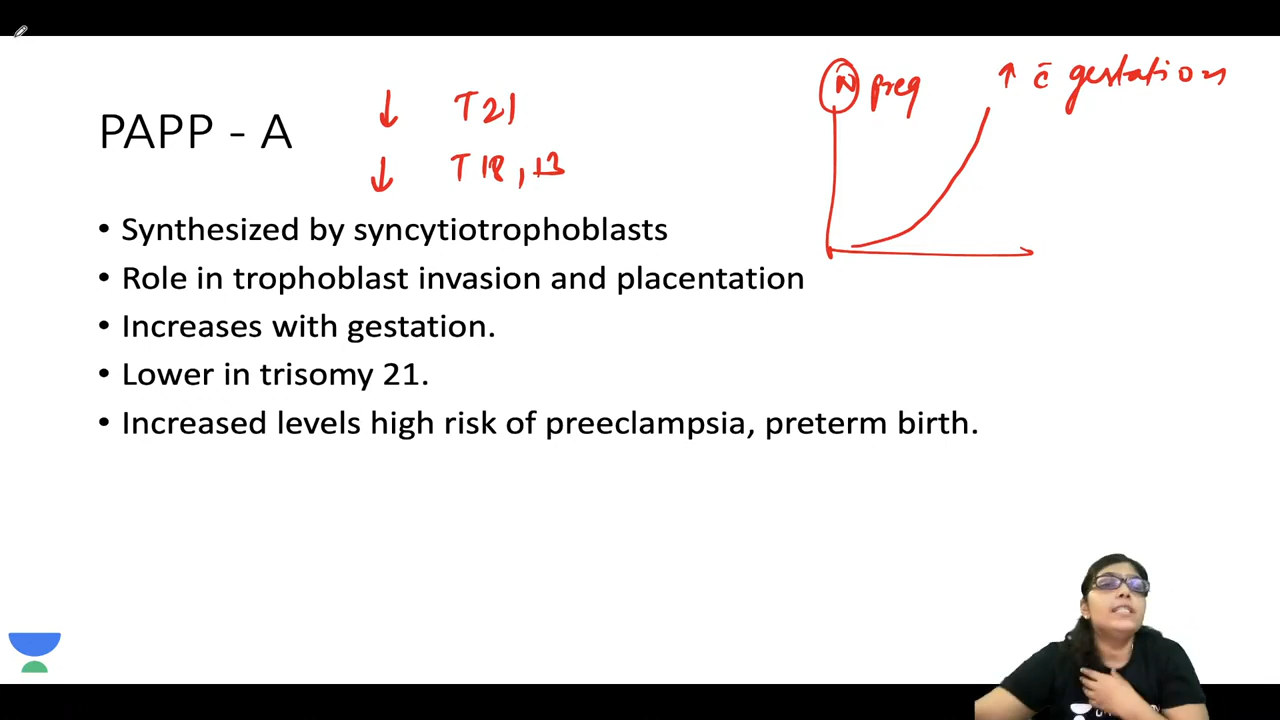 PAPP - A
↓ T21
↓ T18, 13
N preq
↑ c̄ gestation
• Synthesized by syncytiotrophoblasts
• Role in trophoblast invasion and placentation
• Increases with gestation.
• Lower in trisomy 21.
• Increased levels high risk of preeclampsia, preterm birth.